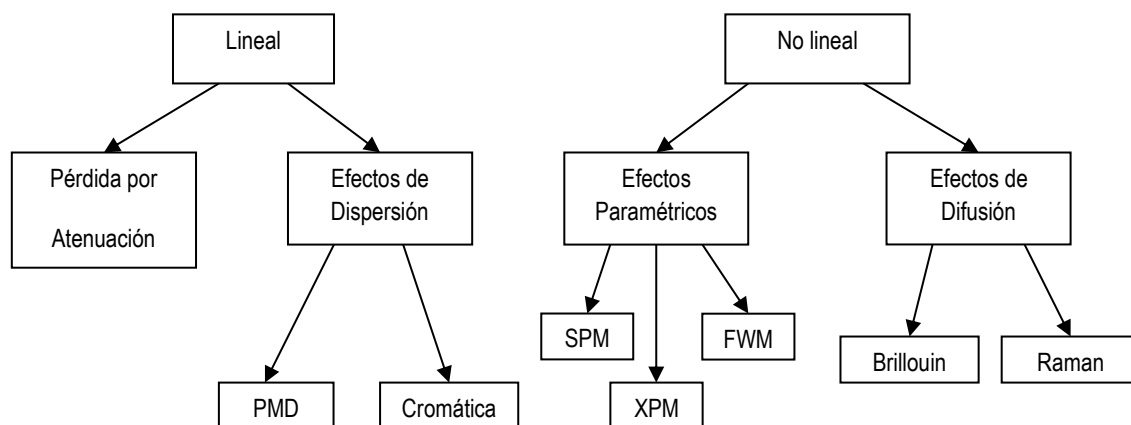 Lineal
No lineal
Pérdida por
Atenuación
Efectos de
Dispersión
Efectos
Paramétricos
Efectos de
Difusión
SPM
FWM
Brillouin
Raman
PMD
Cromática
XPM